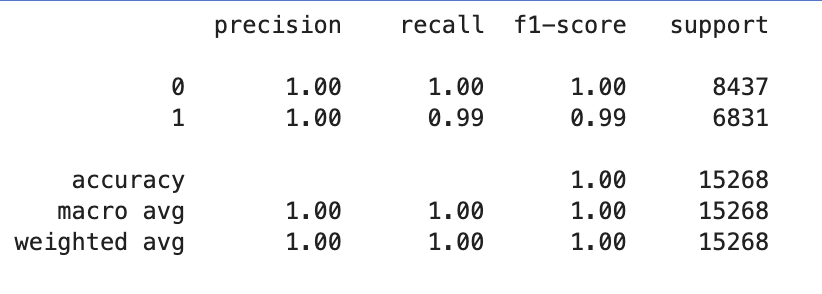 precision recall f1-score support
0 1.00 1.00 1.00 8437
1 1.00 0.99 0.99 6831
accuracy 1.00 15268
macro avg 1.00 1.00 1.00 15268
weighted avg 1.00 1.00 1.00 15268